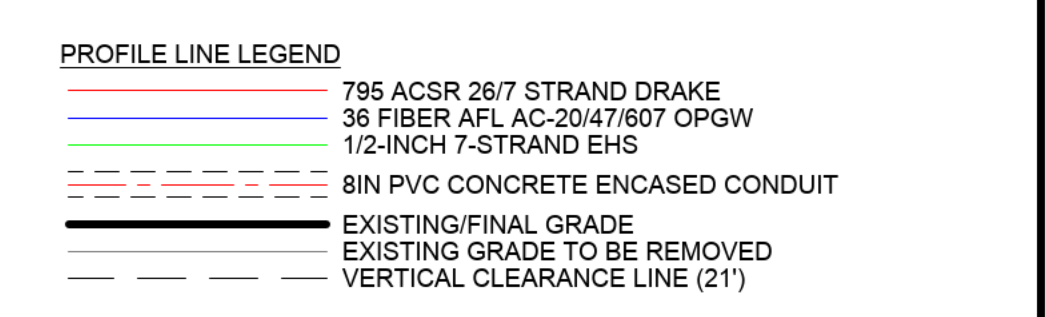 PROFILE LINE LEGEND
795 ACSR 26/7 STRAND DRAKE
36 FIBER AFL AC-20/47/607 OPGW
1/2-INCH 7-STRAND EHS
8IN PVC CONCRETE ENCASED CONDUIT
EXISTING/FINAL GRADE
EXISTING GRADE TO BE REMOVED
VERTICAL CLEARANCE LINE (21')